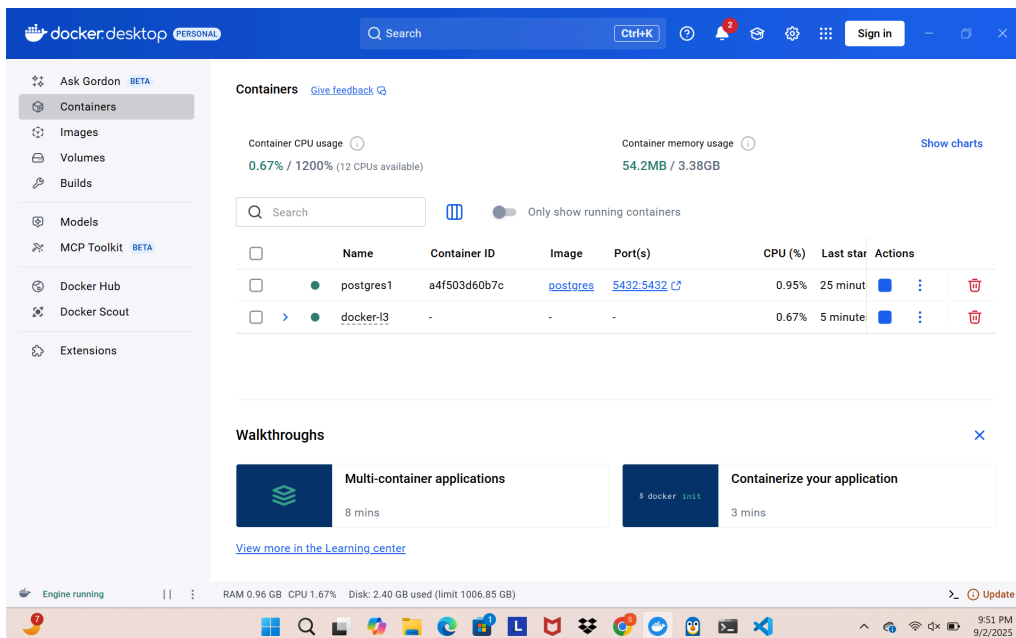 docker.desktop PERSONAL
Search Ctrl+K
2
Sign in
Ask Gordon BETA
Containers
Images
Volumes
Builds
Models
MCP Toolkit BETA
Docker Hub
Docker Scout
Extensions
Containers Give feedback
Container CPU usage
0.67% / 1200% (12 CPUs available)
Container memory usage
54.2MB / 3.38GB
Show charts
Search
Only show running containers
Name Container ID Image Port(s) CPU (%) Last star Actions
postgres1 a4f503d60b7c postgres 5432:5432 0.95% 25 minut
docker-l3 - - - 0.67% 5 minute
Walkthroughs
Multi-container applications
8 mins
$ docker init
Containerize your application
3 mins
View more in the Learning center
Engine running
RAM 0.96 GB CPU 1.67% Disk: 2.40 GB used (limit 1006.85 GB)
>_ Update
7
1
L
8
9:51 PM
9/2/2025